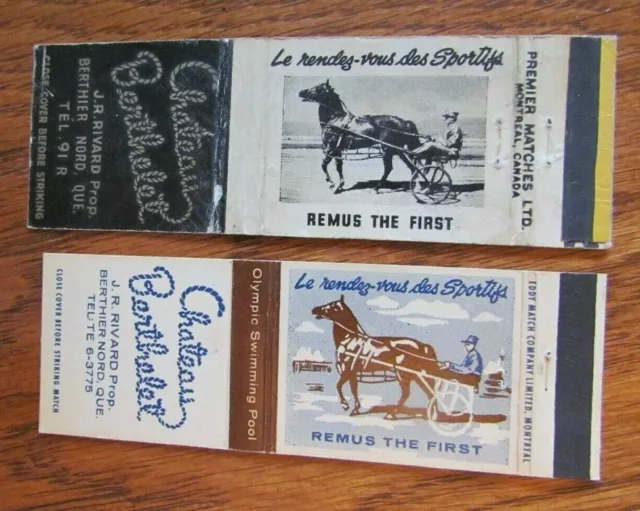 CLOSE COVER BEFORE STRIKING
Chateau
Berthelet
J. R. RIVARD Prop.
BERTHIER NORD, QUE.
TEL. 91 R
Le rendez-vous des Sportifs
REMUS THE FIRST
PREMIER MATCHES LTD.
MONTREAL, CANADA
CLOSE COVER BEFORE STRIKING MATCH
Chateau
Berthelet
J. R. RIVARD Prop.
BERTHIER NORD, QUE.
TEL: TE 6-3775
Olympic Swimming Pool
Le rendez-vous des Sportifs
REMUS THE FIRST
EDDY MATCH COMPANY LIMITED, MONTREAL